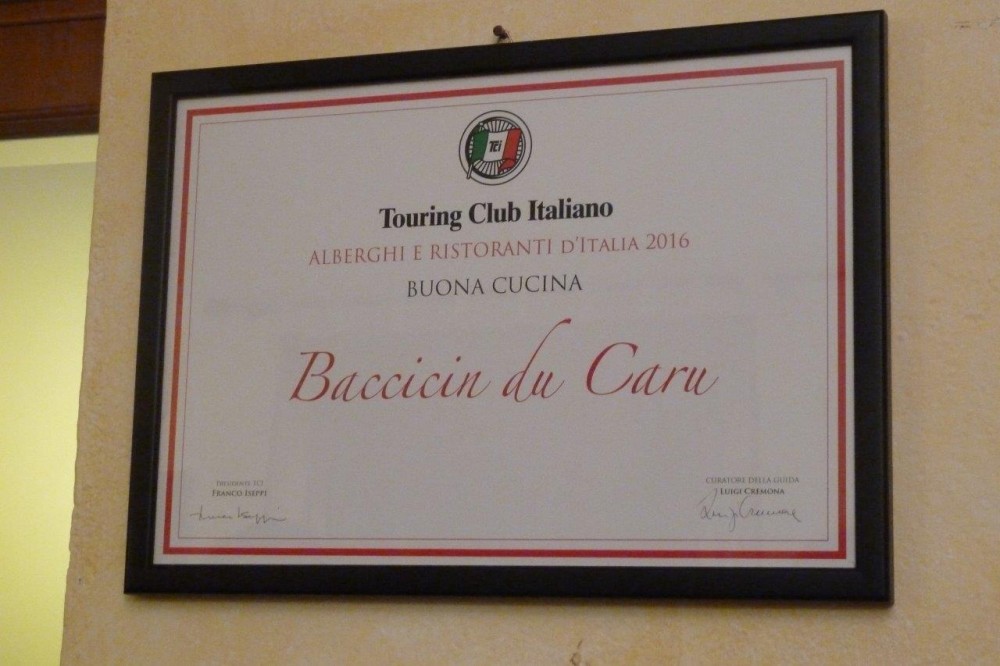 TCi
Touring Club Italiano
ALBERGHI E RISTORANTI D'ITALIA 2016
BUONA CUCINA
Baccicin du Caru
PRESIDENTE TCI
FRANCO ISEPPI
CURATORE DELLA GUIDA
LUIGI CREMONA